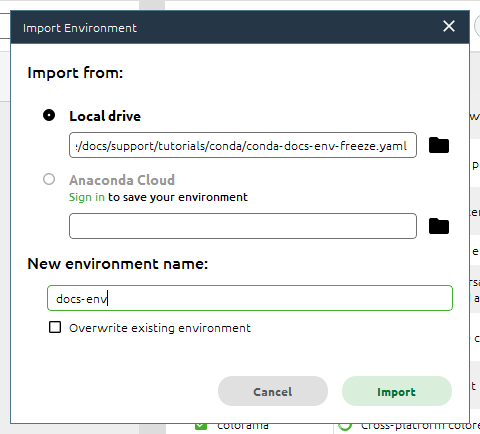 Import Environment
Import from:
Local drive
:/docs/support/tutorials/conda/conda-docs-env-freeze.yaml
Anaconda Cloud
Sign in to save your environment
New environment name:
docs-env
Overwrite existing environment
Cancel
Import
colorama
Cross-platform colore